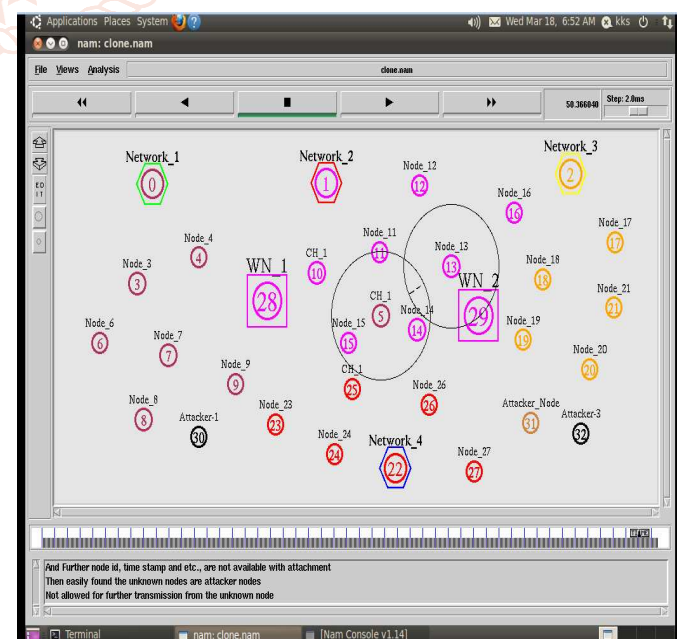 Applications Places System ? Wed Mar 18, 6:52 AM kks
nam: clone.nam
File Views Analysis clone.nam
50.366040 Step: 2.0ms
ED
IT
Network_1
0
Network_2
1
Network_3
2
Node_12
12
Node_16
16
Node_17
17
Node_4
4
Node_11
11
Node_13
13
Node_3
3
WN_1
28
CH_1
10
Node_18
18
WN_2
29
Node_21
21
CH_1
5
Node_14
14
Node_15
15
Node_6
6
Node_7
7
Node_19
19
Node_20
20
Node_9
9
CH_1
25
Node_26
26
Node_8
8
Attacker-1
30
Node_23
23
Attacker_Node
31
Attacker-3
32
Node_24
24
Network_4
22
Node_27
27
And Further node id, time stamp and etc., are not available with attachment
Then easily found the unknown nodes are attacker nodes
Not allowed for further transmission from the unknown node
Terminal nam: clone.nam [Nam Console v1.14]